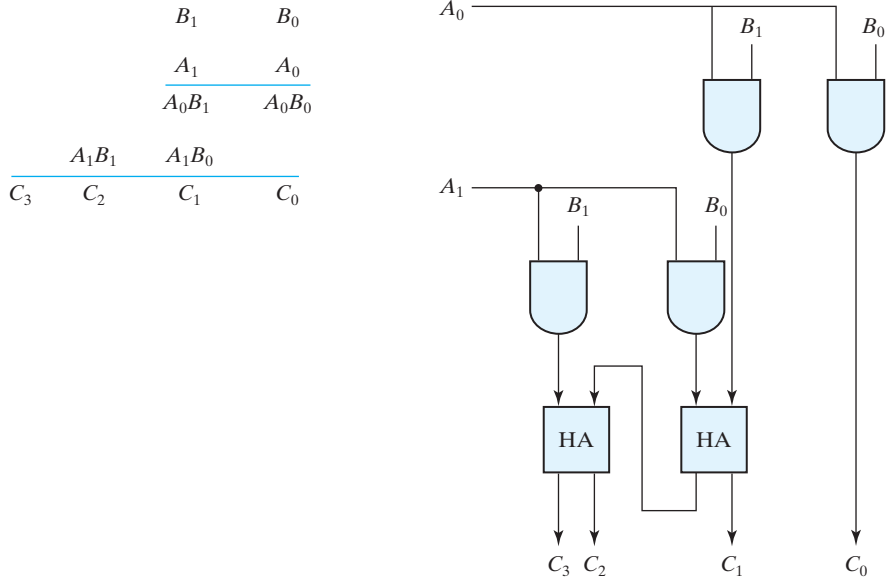 B₁ B₀
A₁ A₀
A₀B₁ A₀B₀
A₁B₁ A₁B₀
C₃ C₂ C₁ C₀
A₀
B₁ B₀
A₁
B₁ B₀
HA HA
C₃ C₂ C₁ C₀